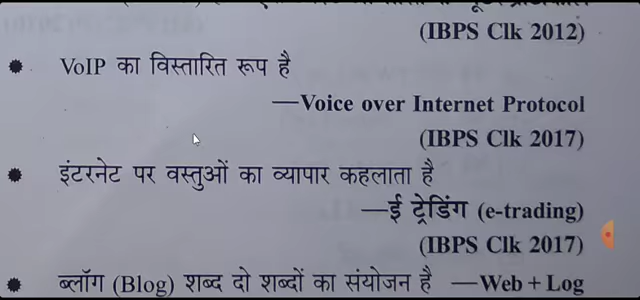 (IBPS Clk 2012)
VoIP का विस्तारित रूप है
—Voice over Internet Protocol
(IBPS Clk 2017)
इंटरनेट पर वस्तुओं का व्यापार कहलाता है
—ई ट्रेडिंग (e-trading)
(IBPS Clk 2017)
ब्लॉग (Blog) शब्द दो शब्दों का संयोजन है —Web + Log